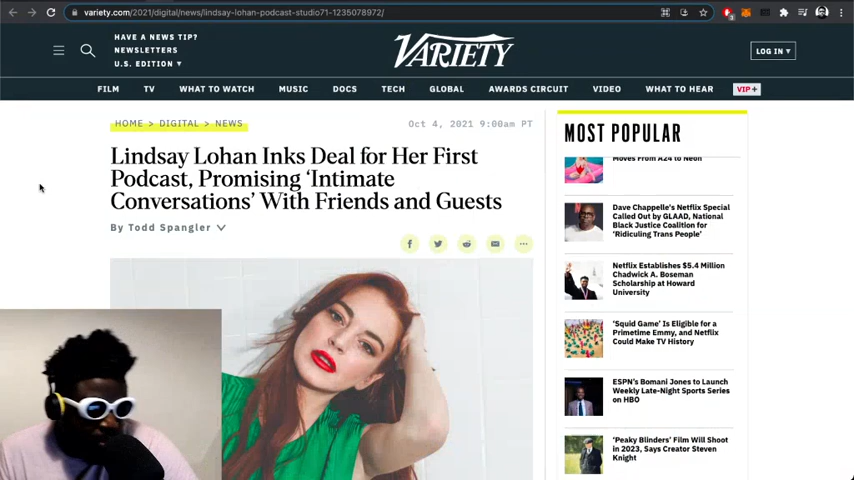 variety.com/2021/digital/news/lindsay-lohan-podcast-studio71-1235078972/
HAVE A NEWS TIP?
NEWSLETTERS
U.S. EDITION
VARIETY
LOG IN
FILM TV WHAT TO WATCH MUSIC DOCS TECH GLOBAL AWARDS CIRCUIT VIDEO WHAT TO HEAR VIP+
HOME > DIGITAL > NEWS
Oct 4, 2021 9:00am PT
Lindsay Lohan Inks Deal for Her First
Podcast, Promising ‘Intimate
Conversations’ With Friends and Guests
By Todd Spangler
MOST POPULAR
Moves From A24 to Neon
Dave Chappelle's Netflix Special
Called Out by GLAAD, National
Black Justice Coalition for
‘Ridiculing Trans People’
Netflix Establishes $5.4 Million
Chadwick A. Boseman
Scholarship at Howard
University
‘Squid Game’ Is Eligible for a
Primetime Emmy, and Netflix
Could Make TV History
ESPN's Bomani Jones to Launch
Weekly Late-Night Sports Series
on HBO
‘Peaky Blinders’ Film Will Shoot
in 2023, Says Creator Steven
Knight